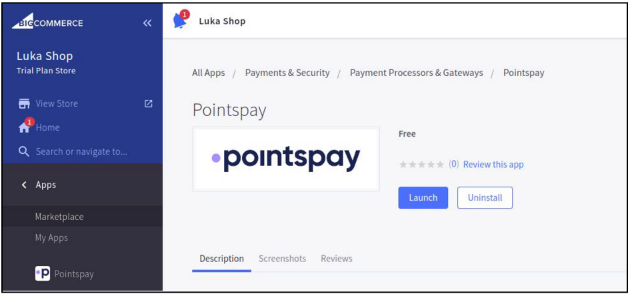 BIGCOMMERCE
Luka Shop
Trial Plan Store
View Store
1
Home
Search or navigate to...
Apps
Marketplace
My Apps
P Pointspay
1
Luka Shop
All Apps / Payments & Security / Payment Processors & Gateways / Pointspay
Pointspay
poıntspay
Free
(0) Review this app
Launch Uninstall
Description Screenshots Reviews